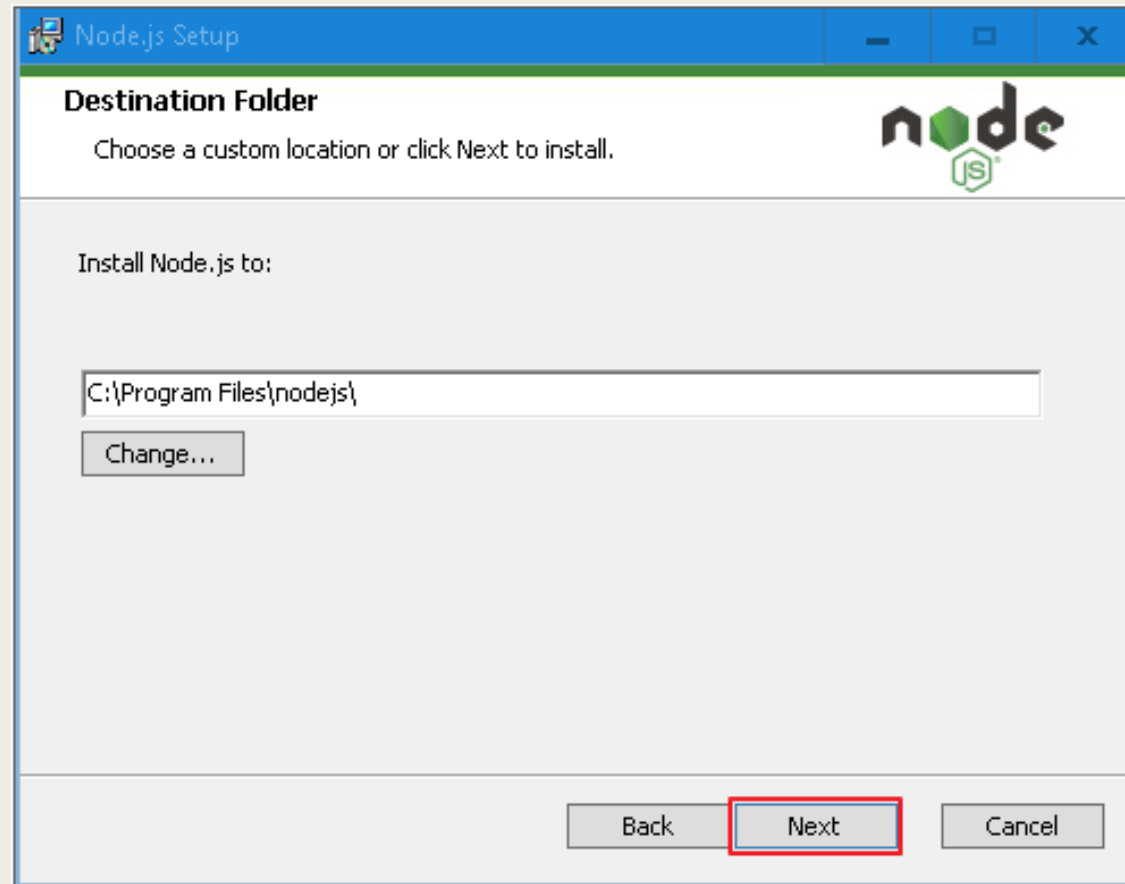 Node.js Setup
Destination Folder
Choose a custom location or click Next to install.
node
JS
Install Node.js to:
C:\Program Files\nodejs\
Change...
Back
Next
Cancel